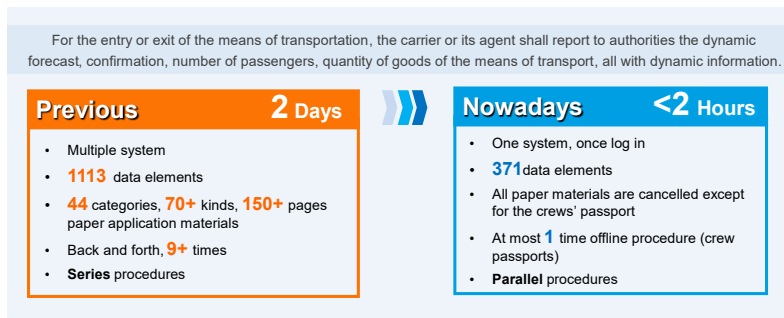 For the entry or exit of the means of transportation, the carrier or its agent shall report to authorities the dynamic
forecast, confirmation, number of passengers, quantity of goods of the means of transport, all with dynamic information.
Previous 2 Days
• Multiple system
• 1113 data elements
• 44 categories, 70+ kinds, 150+ pages
paper application materials
• Back and forth, 9+ times
• Series procedures
Nowadays <2 Hours
• One system, once log in
• 371data elements
• All paper materials are cancelled except
for the crews' passport
• At most 1 time offline procedure (crew
passports)
• Parallel procedures